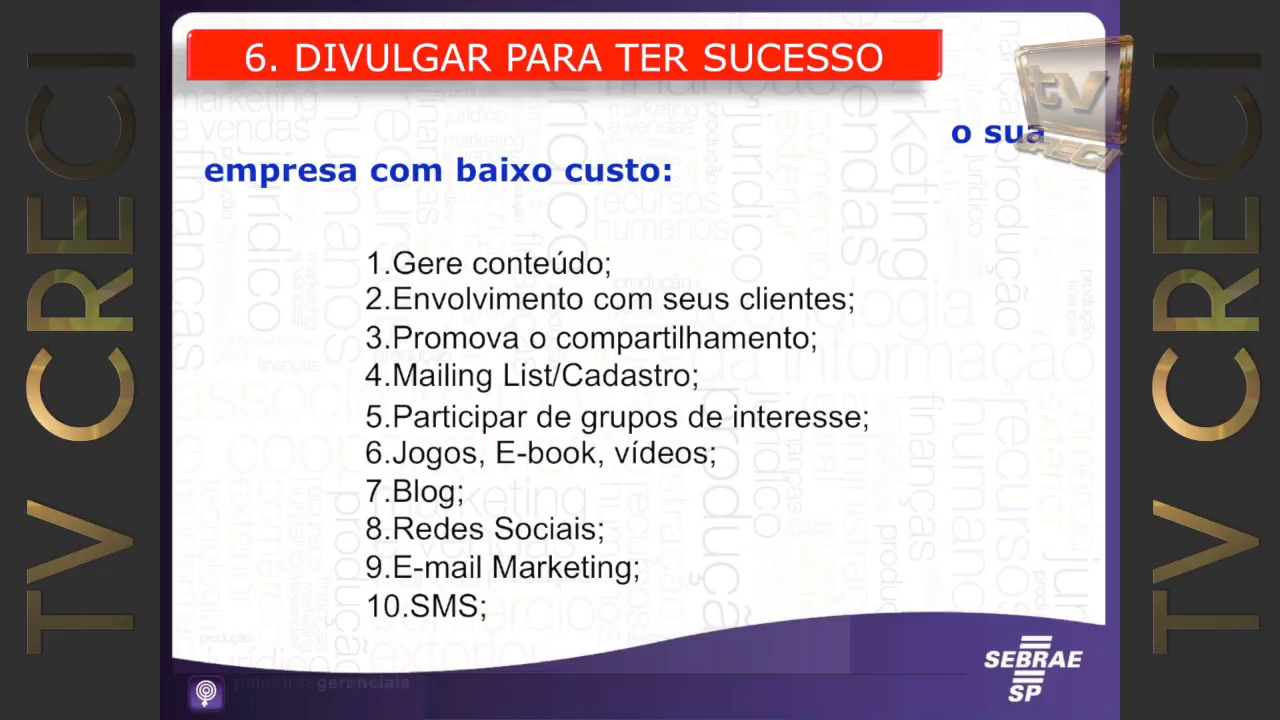 6. DIVULGAR PARA TER SUCESSO
tv
CRECI
o sua
empresa com baixo custo:
1.Gere conteúdo;
2.Envolvimento com seus clientes;
3.Promova o compartilhamento;
4.Mailing List/Cadastro;
5.Participar de grupos de interesse;
6.Jogos, E-book, vídeos;
7.Blog;
8.Redes Sociais;
9.E-mail Marketing;
10.SMS;
SEBRAE
SP
palestrasgerenciais
TV CRECI
TV CRECI